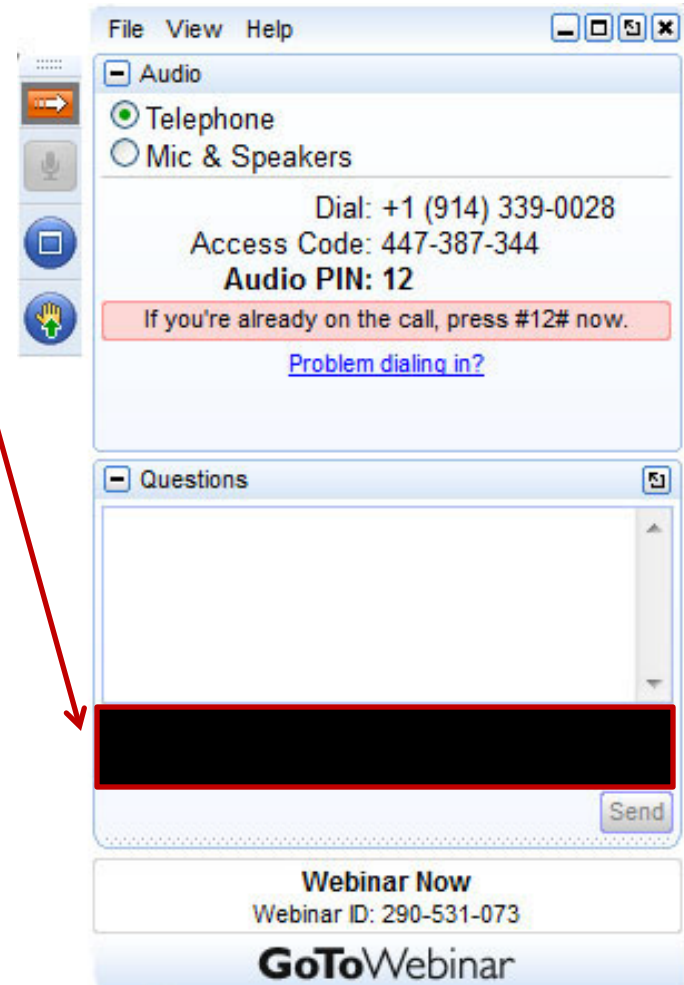 File View Help
Audio
Telephone
Mic & Speakers
Dial: +1 (914) 339-0028
Access Code: 447-387-344
Audio PIN: 12
If you're already on the call, press #12# now.
Problem dialing in?
Questions
Send
Webinar Now
Webinar ID: 290-531-073
GoToWebinar